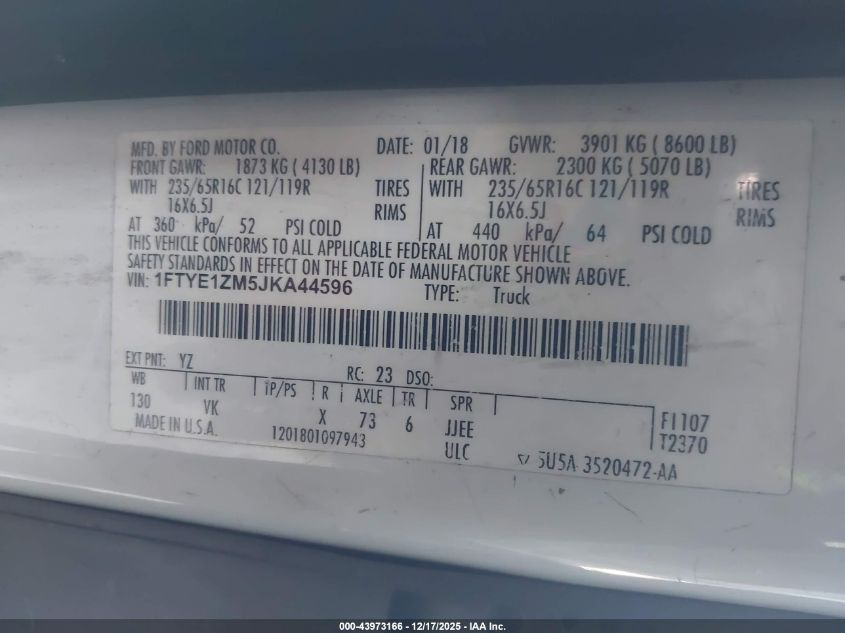 MFD. BY FORD MOTOR CO. DATE: 01/18 GVWR: 3901 KG ( 8600 LB)
FRONT GAWR: 1873 KG ( 4130 LB) REAR GAWR: 2300 KG ( 5070 LB)
WITH 235/65R16C 121/119R TIRES WITH 235/65R16C 121/119R TIRES
16X6.5J RIMS 16X6.5J RIMS
AT 360 kPa/ 52 PSI COLD AT 440 kPa/ 64 PSI COLD
THIS VEHICLE CONFORMS TO ALL APPLICABLE FEDERAL MOTOR VEHICLE
SAFETY STANDARDS IN EFFECT ON THE DATE OF MANUFACTURE SHOWN ABOVE.
VIN: 1FTYE1ZM5JKA44596 TYPE: Truck
EXT PNT: YZ RC: 23 DSO:
WB INT TR TP/PS R AXLE TR SPR
130 VK X 73 6 JJEE F1107
MADE IN U.S.A. 1201801097943 ULC T2370
5U5A 3520472-AA
000-43973166 - 12/17/2025 - IAA Inc.